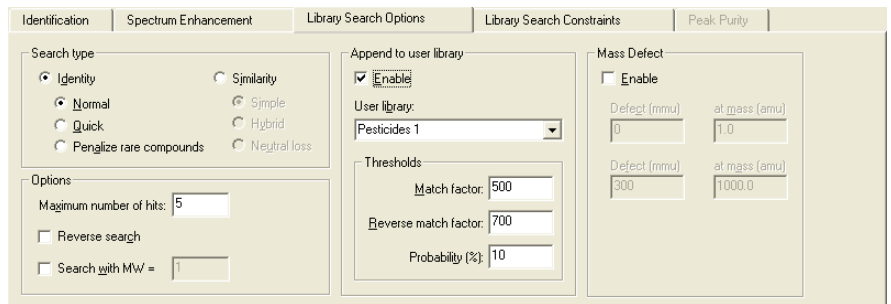 Identification Spectrum Enhancement Library Search Options Library Search Constraints Peak Purity
Search type
Identity Similarity
Normal Simple
Quick Hybrid
Penalize rare compounds Neutral loss
Options
Maximum number of hits: 5
Reverse search
Search with MW = 1
Append to user library
Enable
User library:
Pesticides 1
Thresholds
Match factor: 500
Reverse match factor: 700
Probability (%): 10
Mass Defect
Enable
Defect (mmu) at mass (amu)
0 1.0
Defect (mmu) at mass (amu)
300 1000.0